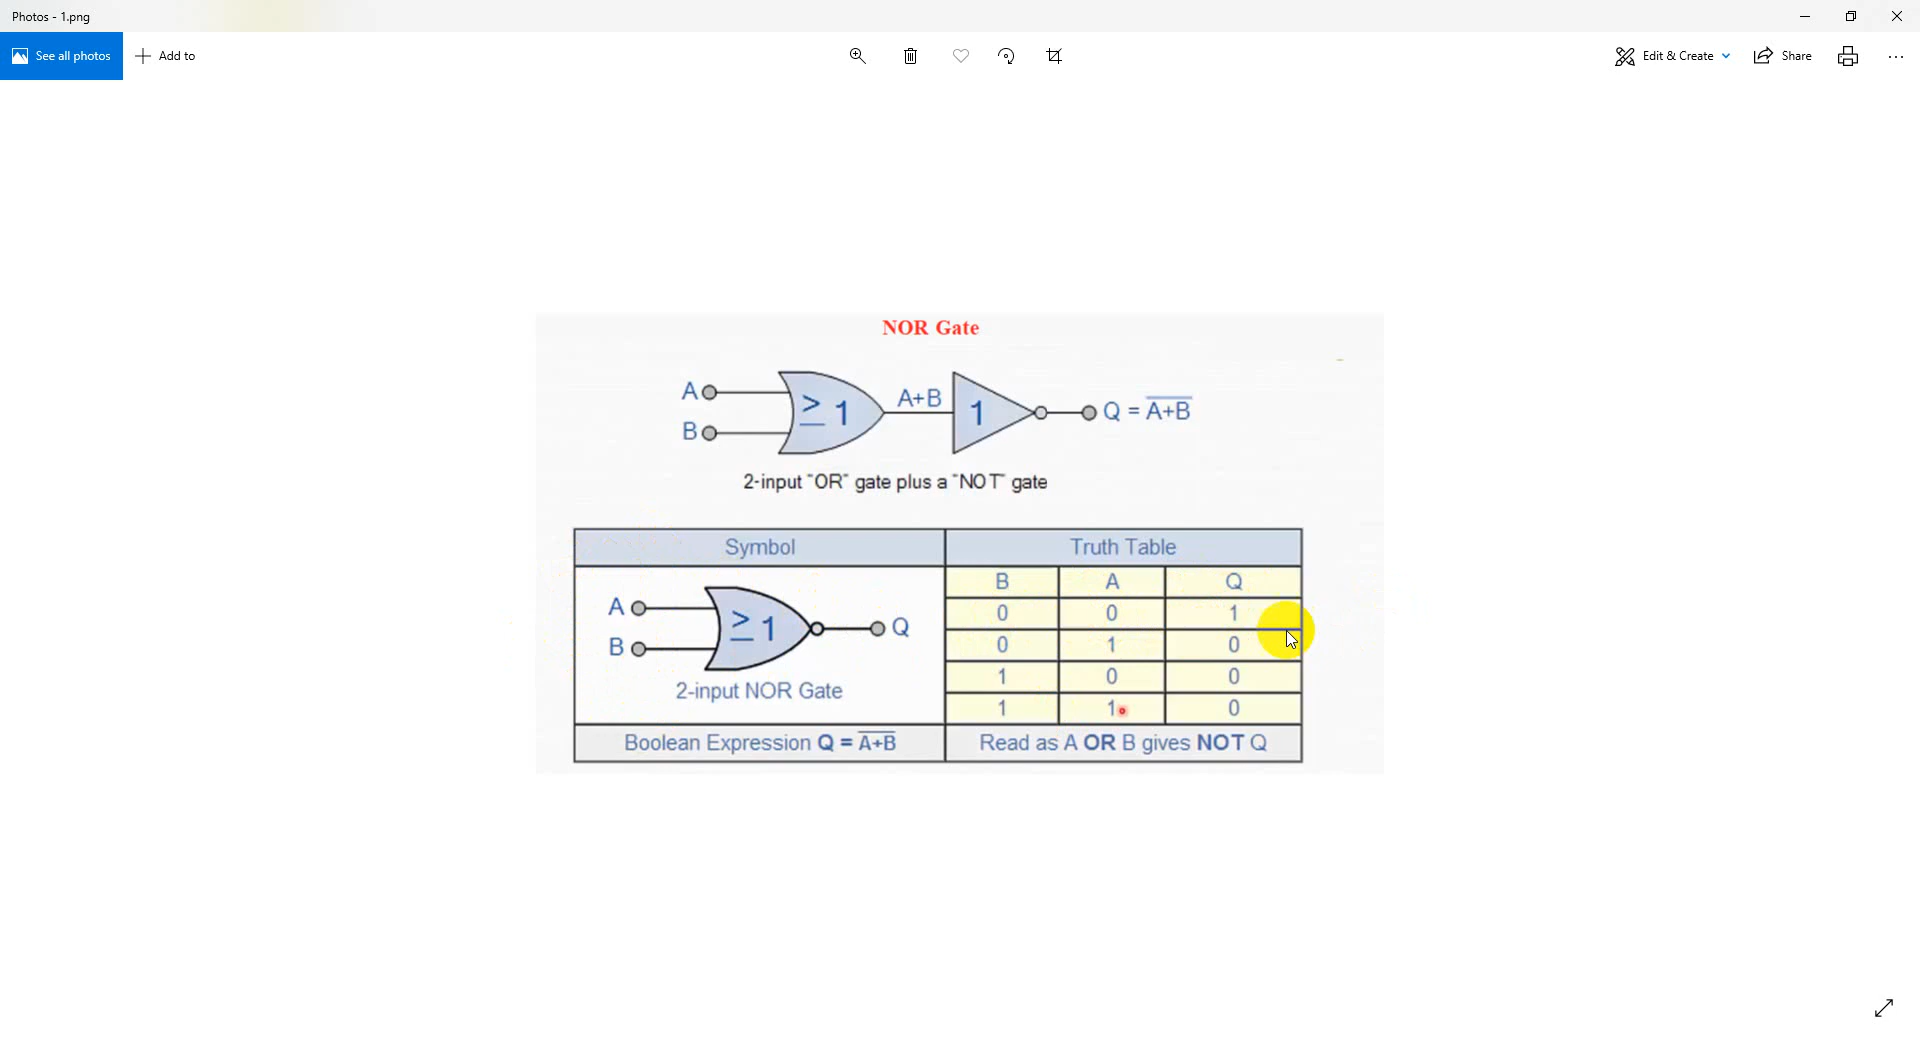 Photos - 1.png
See all photos
Add to
Edit & Create
Share
NOR Gate
A
B
≥ 1
A+B
1
Q = A̅+̅B̅
2-input "OR" gate plus a "NOT" gate
Symbol
Truth Table
A
B
≥ 1
Q
2-input NOR Gate
B A Q
0 0 1
0 1 0
1 0 0
1 1 0
Boolean Expression Q = A̅+̅B̅
Read as A OR B gives NOT Q